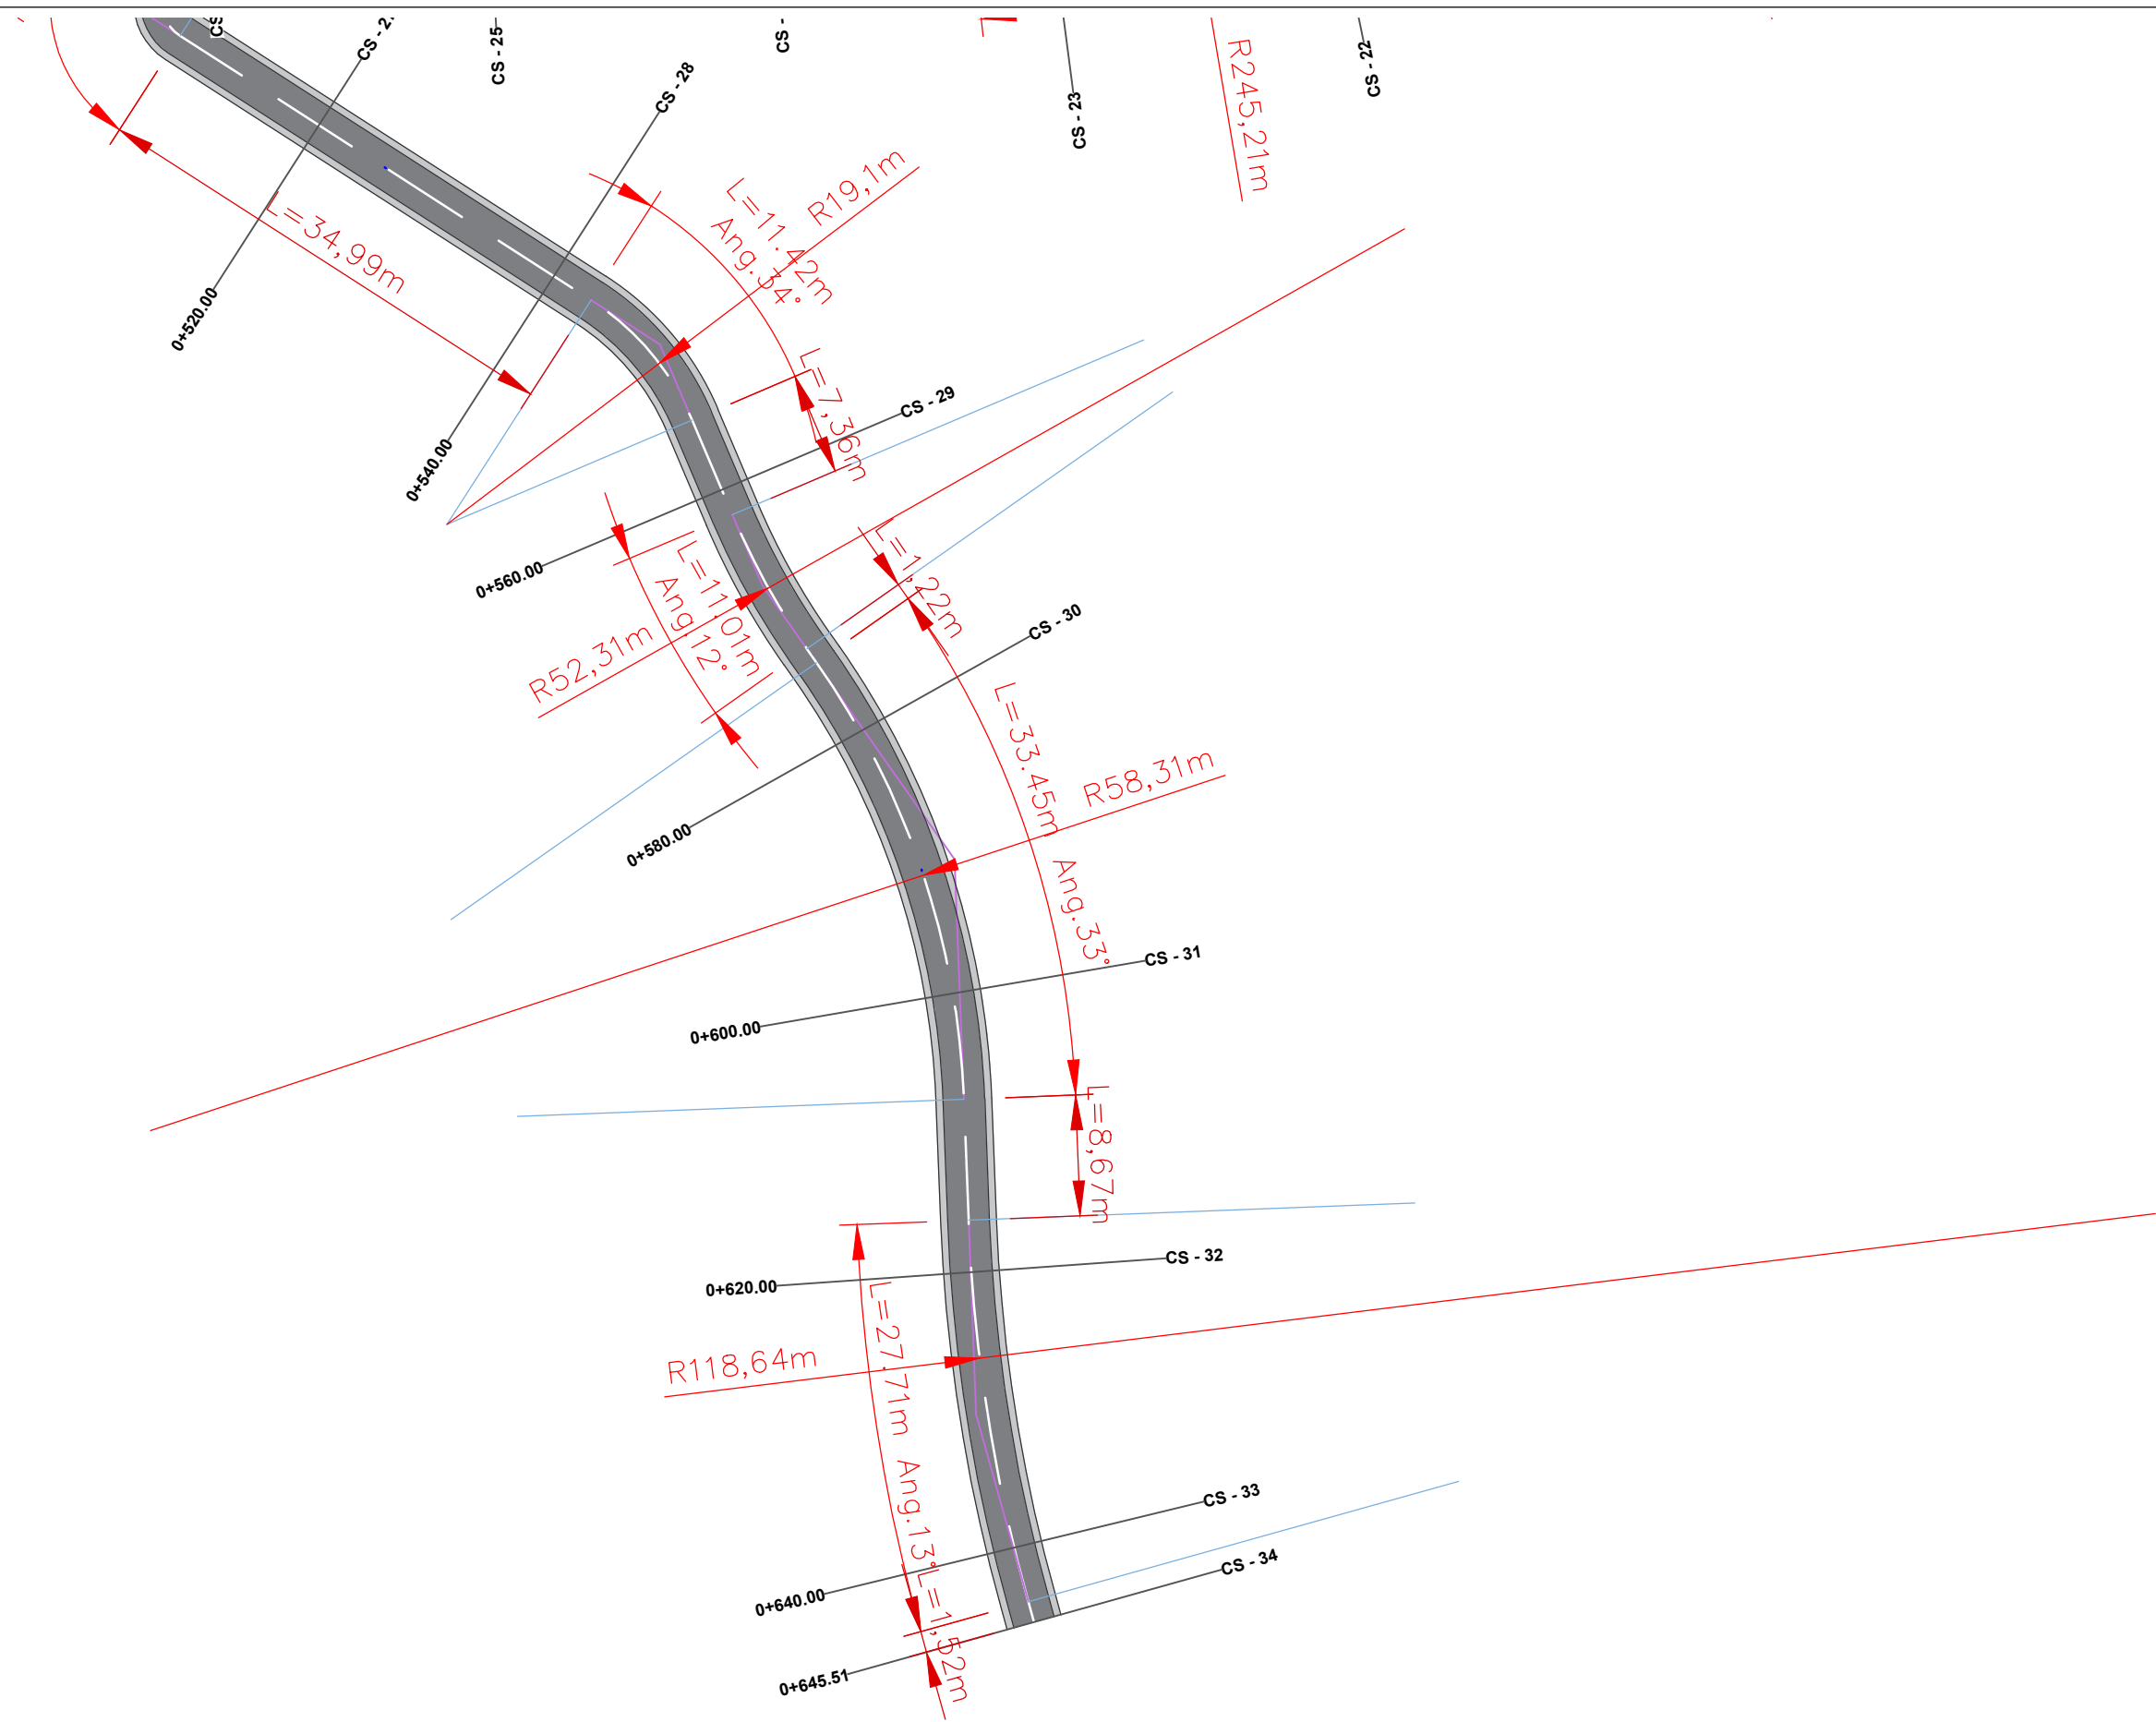 CS - 25
CS -
CS - 23
CS - 22
R245,21m
CS - 28
L=34,99m
0+520.00
L=11.42m
Ang.34°
R19,1m
L=7,36m
CS - 29
0+540.00
0+560.00
L=11.01m
Ang.12°
R52,31m
L=1,22m
CS - 30
0+580.00
L=33.45m Ang.33°
R58,31m
CS - 31
0+600.00
L=8,67m
CS - 32
0+620.00
L=27.71m Ang.13°
R118,64m
CS - 33
0+640.00
L=1,52m
CS - 34
0+645.51